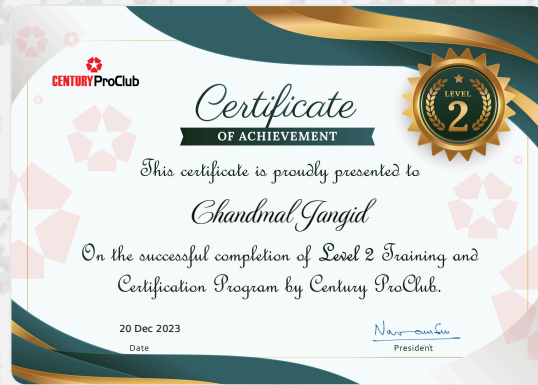 CENTURY ProClub
Certificate
OF ACHIEVEMENT
LEVEL
2
This certificate is proudly presented to
Chandmal Jangid
On the successful completion of Level 2 Training and
Certification Program by Century ProClub.
20 Dec 2023
Date
President